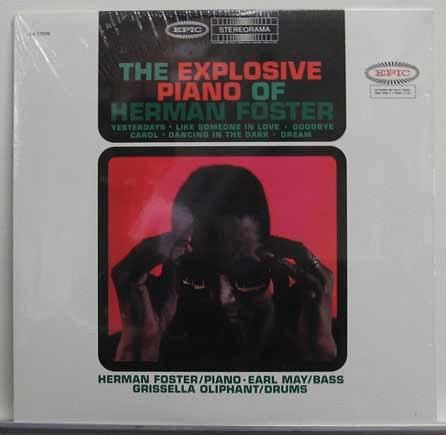 EPIC
STEREORAMA
THE EXPLOSIVE
PIANO OF
HERMAN FOSTER
YESTERDAYS · LIKE SOMEONE IN LOVE · GOODBYE
CAROL · DANCING IN THE DARK · DREAM
EPIC
HERMAN FOSTER/PIANO · EARL MAY/BASS
GRISSELLA OLIPHANT/DRUMS